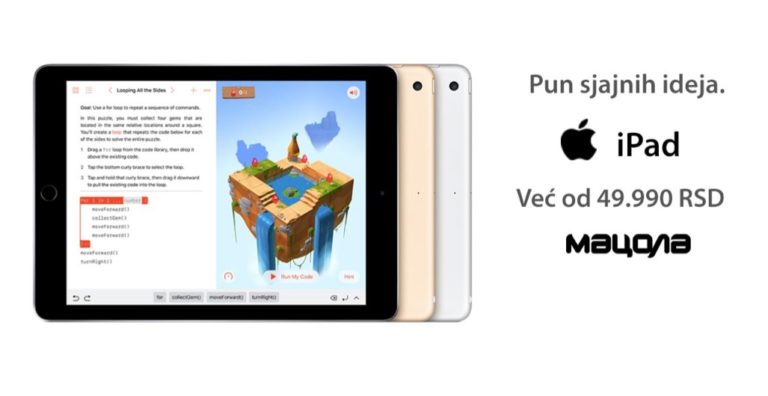 Looping All the Sides
Goal: Use a for loop to repeat a sequence of commands.
In this puzzle, you must collect four gems that are
located in the same relative locations around a square.
You'll create a loop that repeats the code below for each
of the sides to solve the entire puzzle.
1 Drag a for loop from the code library, then drop it
above the existing code.
2 Tap the bottom curly brace to select the loop.
3 Tap and hold that curly brace, then drag it downward
to pull the existing code into the loop.
for i in 1 ... number {
moveForward()
collectGem()
moveForward()
moveForward()
}
moveForward()
turnRight()
Run My Code
Hint
for collectGem() moveForward() turnRight()
Pun sjajnih ideja.
iPad
Već od 49.990 RSD
мацола